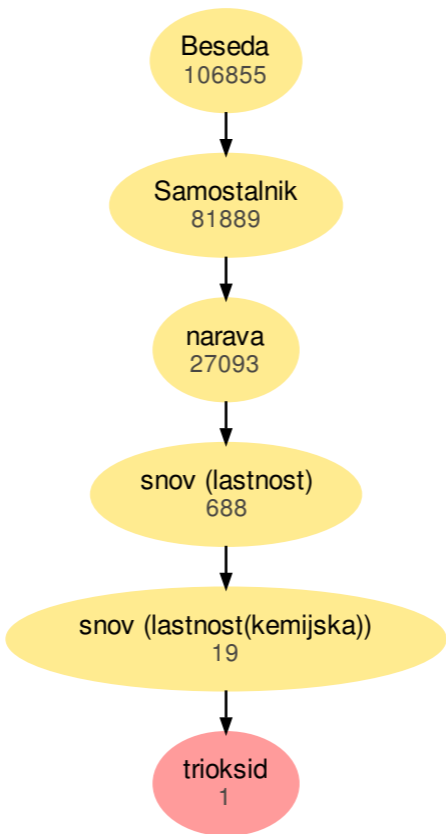 Beseda
106855
Samostalnik
81889
narava
27093
snov (lastnost)
688
snov (lastnost(kemijska))
19
trioksid
1